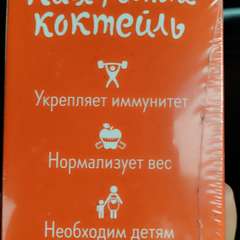 коктейль
Укрепляет иммунитет
Нормализует вес
Необходим детям